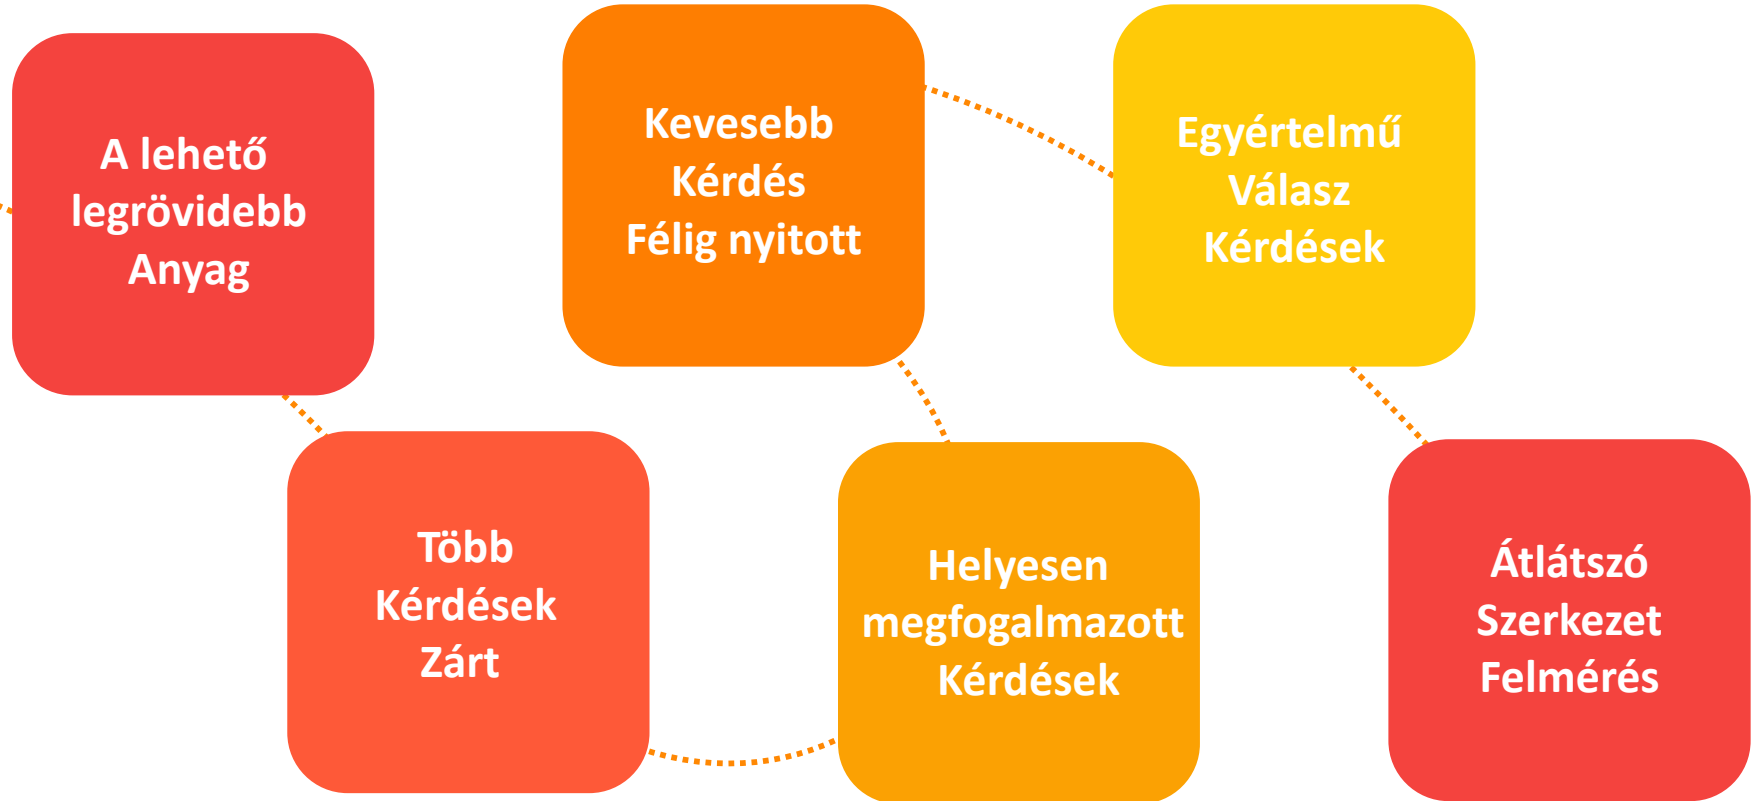 A lehető
legrövidebb
Anyag
Több
Kérdések
Zárt
Kevesebb
Kérdés
Félig nyitott
Helyesen
megfogalmazott
Kérdések
Egyértelmű
Válasz
Kérdések
Átlátszó
Szerkezet
Felmérés